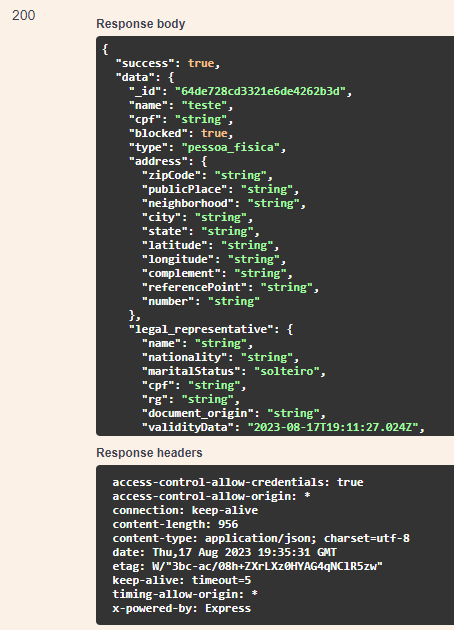 200
Response body
{
"success": true,
"data": {
"_id": "64de728cd3321e6de4262b3d",
"name": "teste",
"cpf": "string",
"blocked": true,
"type": "pessoa_fisica",
"address": {
"zipCode": "string",
"publicPlace": "string",
"neighborhood": "string",
"city": "string",
"state": "string",
"latitude": "string",
"longitude": "string",
"complement": "string",
"referencePoint": "string",
"number": "string"
},
"legal_representative": {
"name": "string",
"nationality": "string",
"maritalStatus": "solteiro",
"cpf": "string",
"rg": "string",
"document_origin": "string",
"validityData": "2023-08-17T19:11:27.024Z",
Response headers
access-control-allow-credentials: true
access-control-allow-origin: *
connection: keep-alive
content-length: 956
content-type: application/json; charset=utf-8
date: Thu,17 Aug 2023 19:35:31 GMT
etag: W/"3bc-ac/08h+ZXrLXz0HYAG4qNClR5zw"
keep-alive: timeout=5
timing-allow-origin: *
x-powered-by: Express